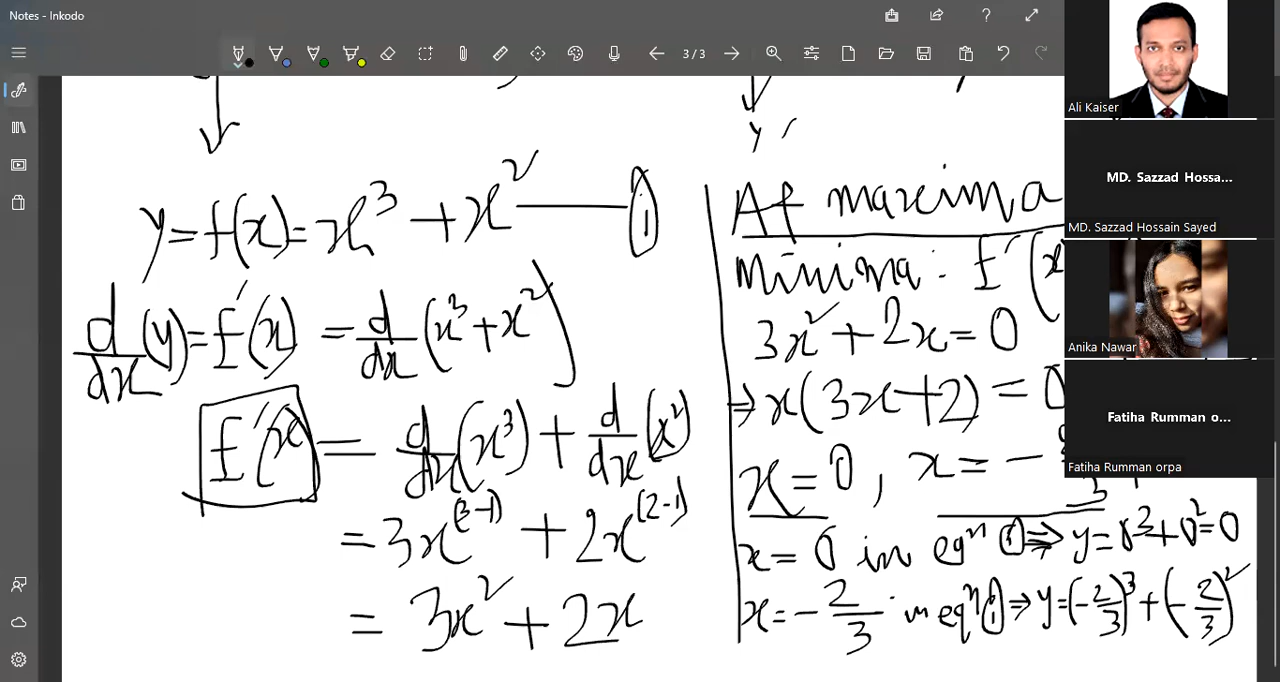 Notes - Inkodo
3/3
y = f(x) = x³ + x² ——— ①
d/dx (y) = f'(x) = d/dx (x³ + x²)
f'(x) = d/dx (x³) + d/dx (x²)
= 3x^(3-1) + 2x^(2-1)
= 3x² + 2x
y
At maxima
minima: f'(x
3x² + 2x = 0
⇒ x(3x+2) = 0
x = 0, x = -
3
x = 0 in eqⁿ ① ⇒ y = 0³ + 0² = 0
x = -2/3 in eqⁿ ① ⇒ y = (-2/3)³ + (-2/3)²
Ali Kaiser
MD. Sazzad Hossa...
MD. Sazzad Hossain Sayed
Anika Nawar
Fatiha Rumman o...
Fatiha Rumman orpa